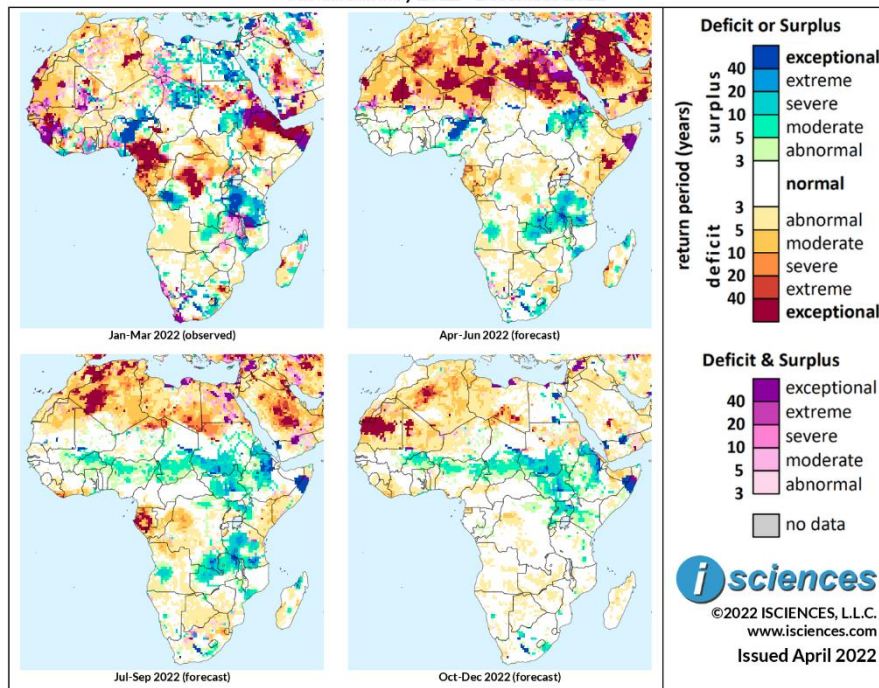 Jan-Mar 2022 (observed)
Apr-Jun 2022 (forecast)
Jul-Sep 2022 (forecast)
Oct-Dec 2022 (forecast)
Deficit or Surplus
return period (years)
surplus
deficit
exceptional
40
extreme
20
severe
10
moderate
5
abnormal
3
normal
3
abnormal
5
moderate
10
severe
20
extreme
40
exceptional
Deficit & Surplus
exceptional
40
extreme
20
severe
10
moderate
5
abnormal
3
no data
i sciences
©2022 ISCIENCES, L.L.C.
www.isciences.com
Issued April 2022